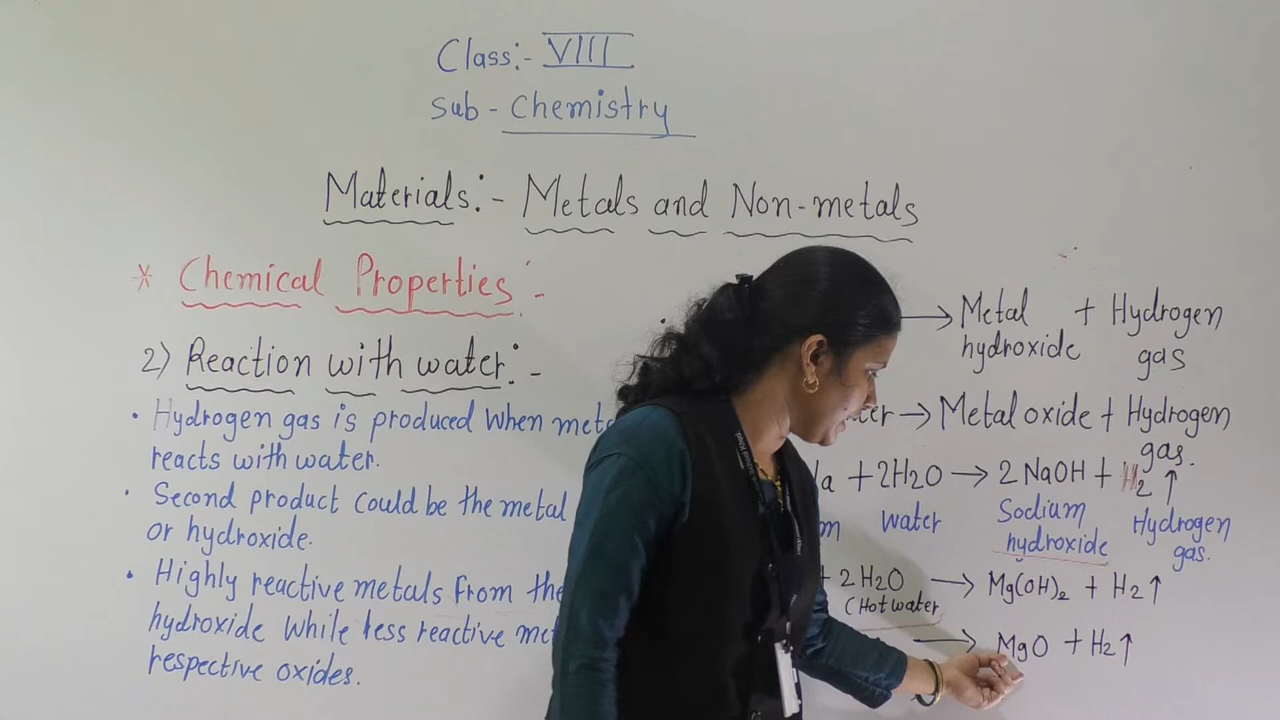 Class:- VIII
Sub - Chemistry
Materials:- Metals and Non-metals
* Chemical Properties:-
2) Reaction with water:-
• Hydrogen gas is produced when
reacts with water.
• Second product could be the metal
or hydroxide.
• Highly reactive metals From the
hydroxide while less reactive
respective oxides.
→ Metal + Hydrogen
hydroxide gas
→ Metal oxide + Hydrogen
gas.
+ 2H2O → 2 NaOH + H2 ↑
water Sodium Hydrogen
hydroxide gas.
+ 2H2O → Mg(OH)2 + H2 ↑
(Hot water
→ MgO + H2 ↑